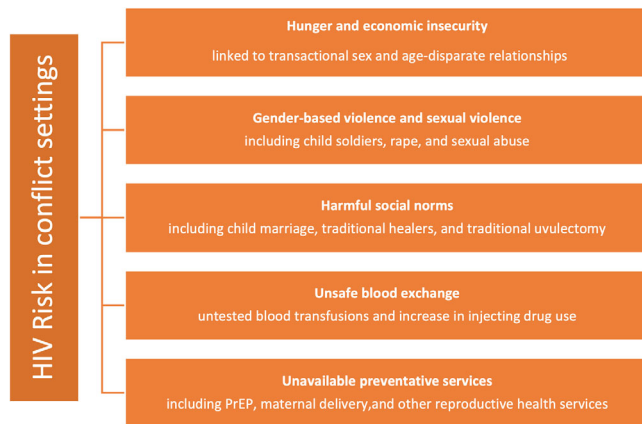 HIV Risk in conflict settings
Hunger and economic insecurity
linked to transactional sex and age-disparate relationships
Gender-based violence and sexual violence
including child soldiers, rape, and sexual abuse
Harmful social norms
including child marriage, traditional healers, and traditional uvulectomy
Unsafe blood exchange
untested blood transfusions and increase in injecting drug use
Unavailable preventative services
including PrEP, maternal delivery,and other reproductive health services